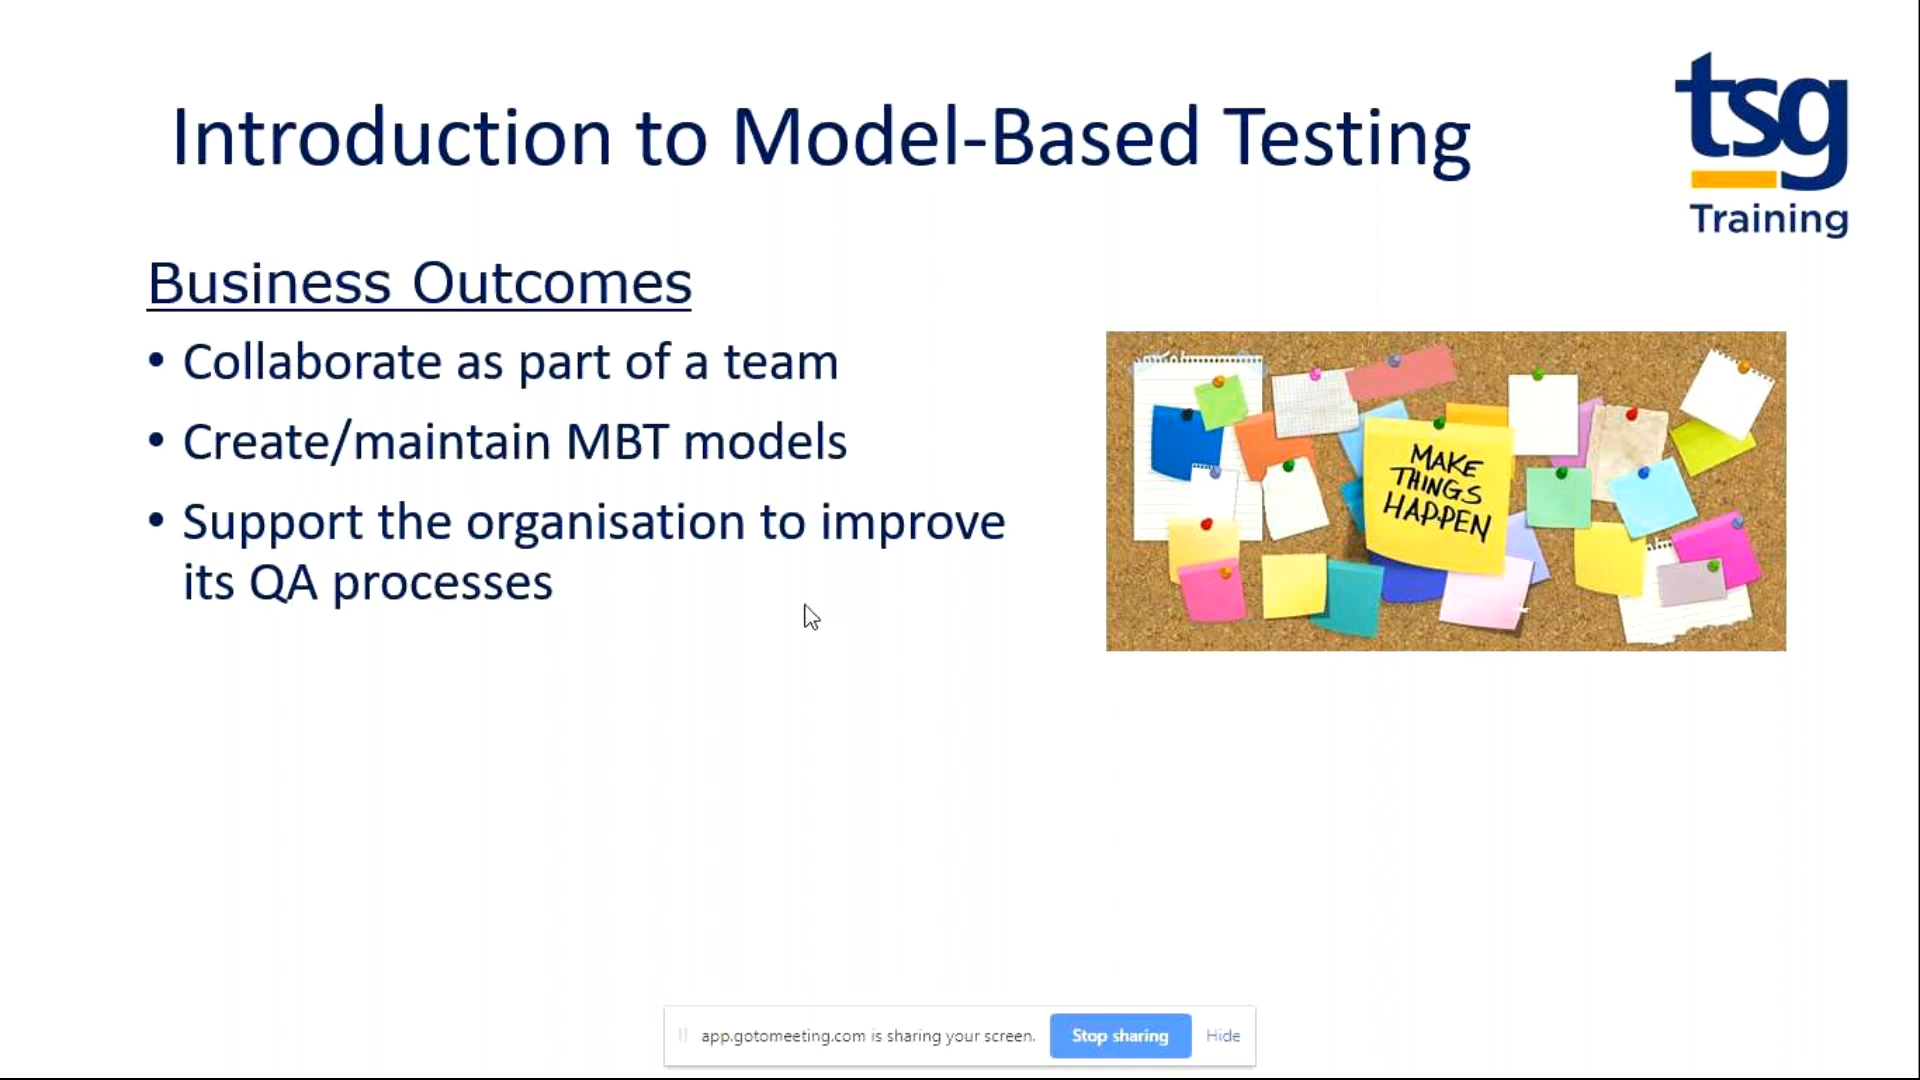 Introduction to Model-Based Testing
tsg
Training
Business Outcomes
• Collaborate as part of a team
• Create/maintain MBT models
• Support the organisation to improve
its QA processes
MAKE
THINGS
HAPPEN
app.gotomeeting.com is sharing your screen.
Stop sharing
Hide